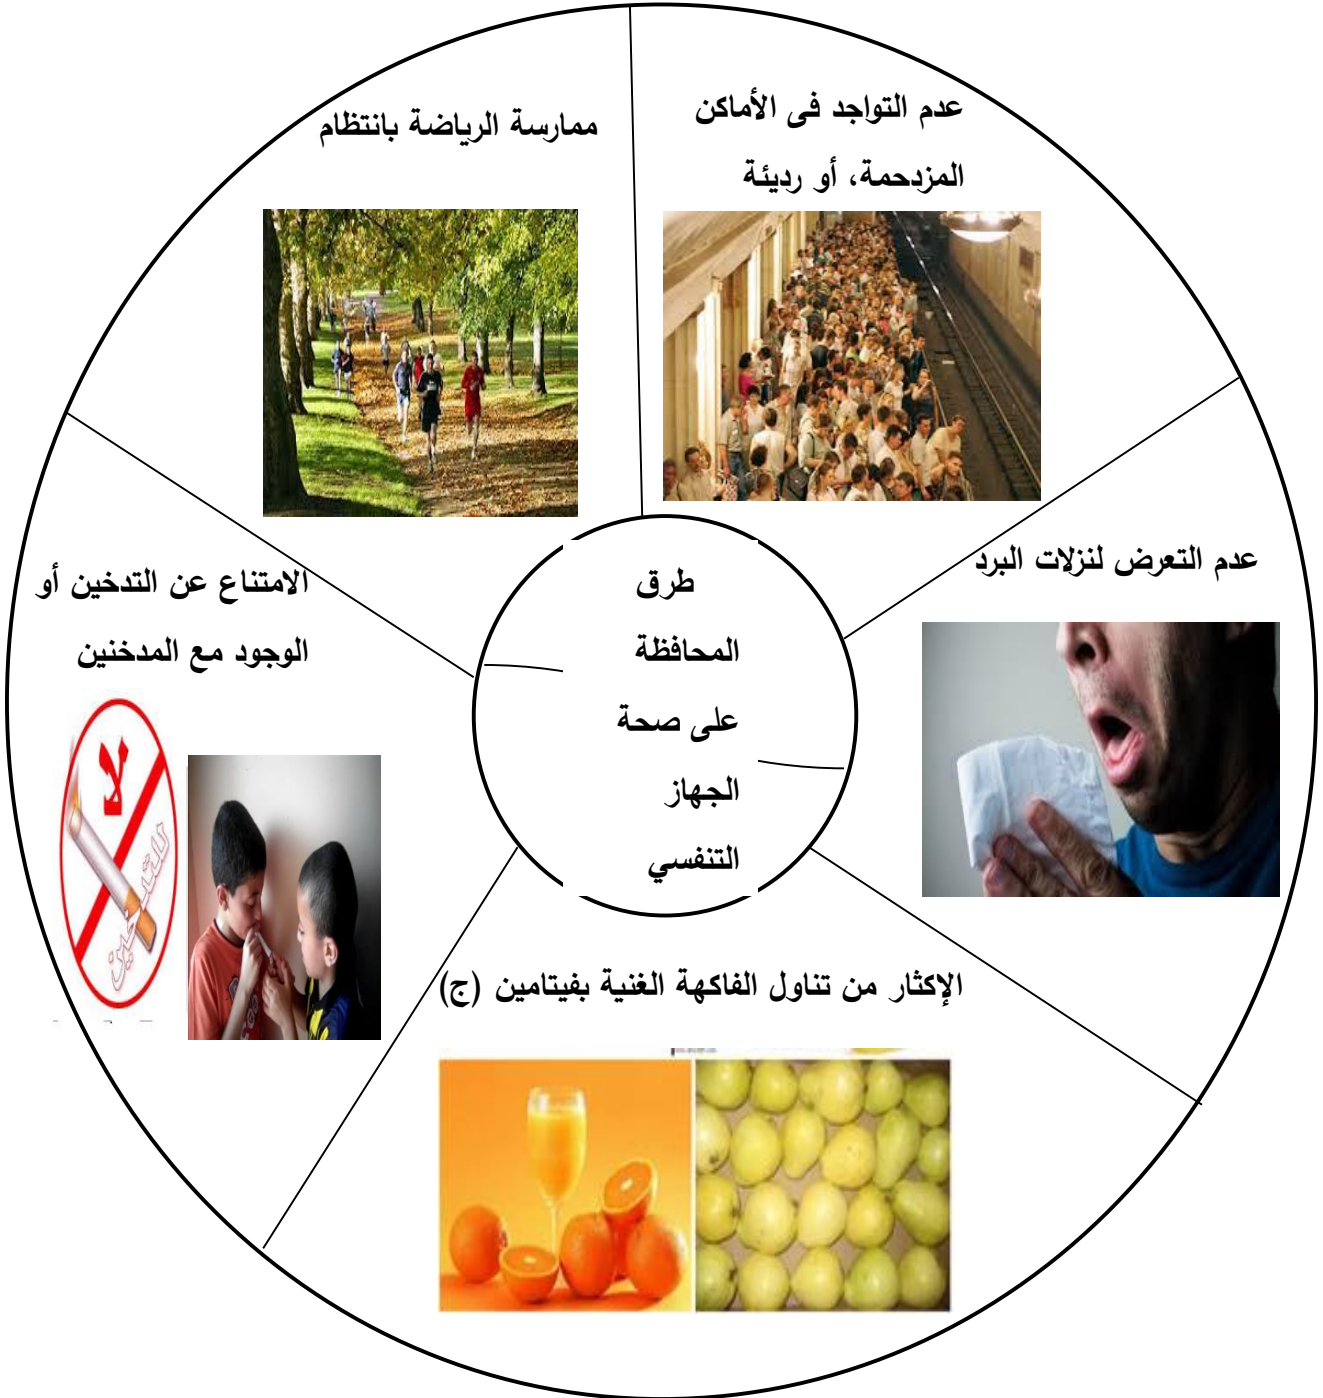 عدم التواجد فى الأماكن
المزدحمة، أو رديئة
ممارسة الرياضة بانتظام
عدم التعرض لنزلات البرد
طرق
المحافظة
على صحة
الجهاز
التنفسي
الامتناع عن التدخين أو
الوجود مع المدخنين
لا
للتدخين
الإكثار من تناول الفاكهة الغنية بفيتامين (ج)